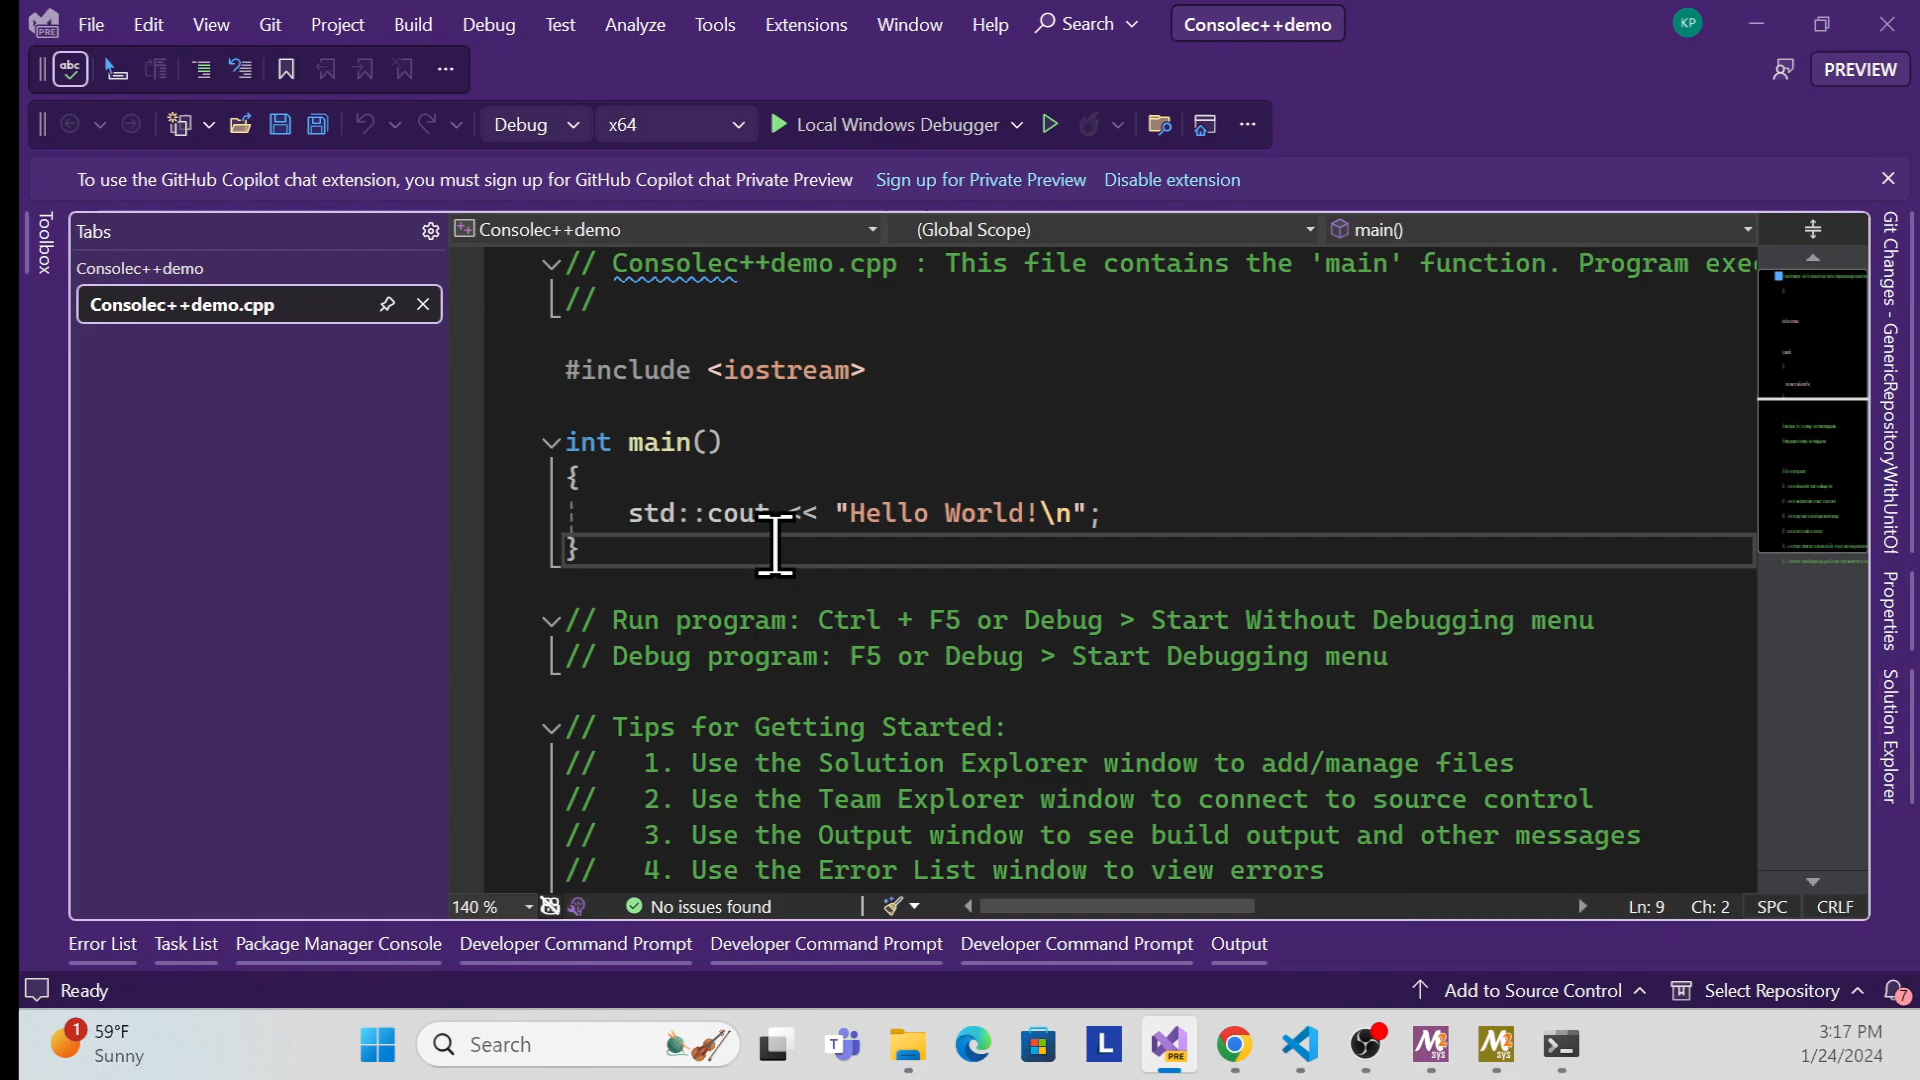 File Edit View Git Project Build Debug Test Analyze Tools Extensions Window Help Search Consolec++demo KP
PRE
abc PREVIEW
Debug x64 Local Windows Debugger
To use the GitHub Copilot chat extension, you must sign up for GitHub Copilot chat Private Preview Sign up for Private Preview Disable extension
Toolbox
Tabs
Consolec++demo
Consolec++demo.cpp
Consolec++demo (Global Scope) main()
// Consolec++demo.cpp : This file contains the 'main' function. Program exe
//
#include <iostream>
int main()
{
std::cout << "Hello World!\n";
}
// Run program: Ctrl + F5 or Debug > Start Without Debugging menu
// Debug program: F5 or Debug > Start Debugging menu
// Tips for Getting Started:
// 1. Use the Solution Explorer window to add/manage files
// 2. Use the Team Explorer window to connect to source control
// 3. Use the Output window to see build output and other messages
// 4. Use the Error List window to view errors
Git Changes - GenericRepositoryWithUnitOf
Properties
Solution Explorer
140 % No issues found Ln: 9 Ch: 2 SPC CRLF
Error List Task List Package Manager Console Developer Command Prompt Developer Command Prompt Developer Command Prompt Output
Ready Add to Source Control Select Repository 7
1 59°F
Sunny
Search
T
L
PRE
M2 sys
M2 sys
3:17 PM
1/24/2024